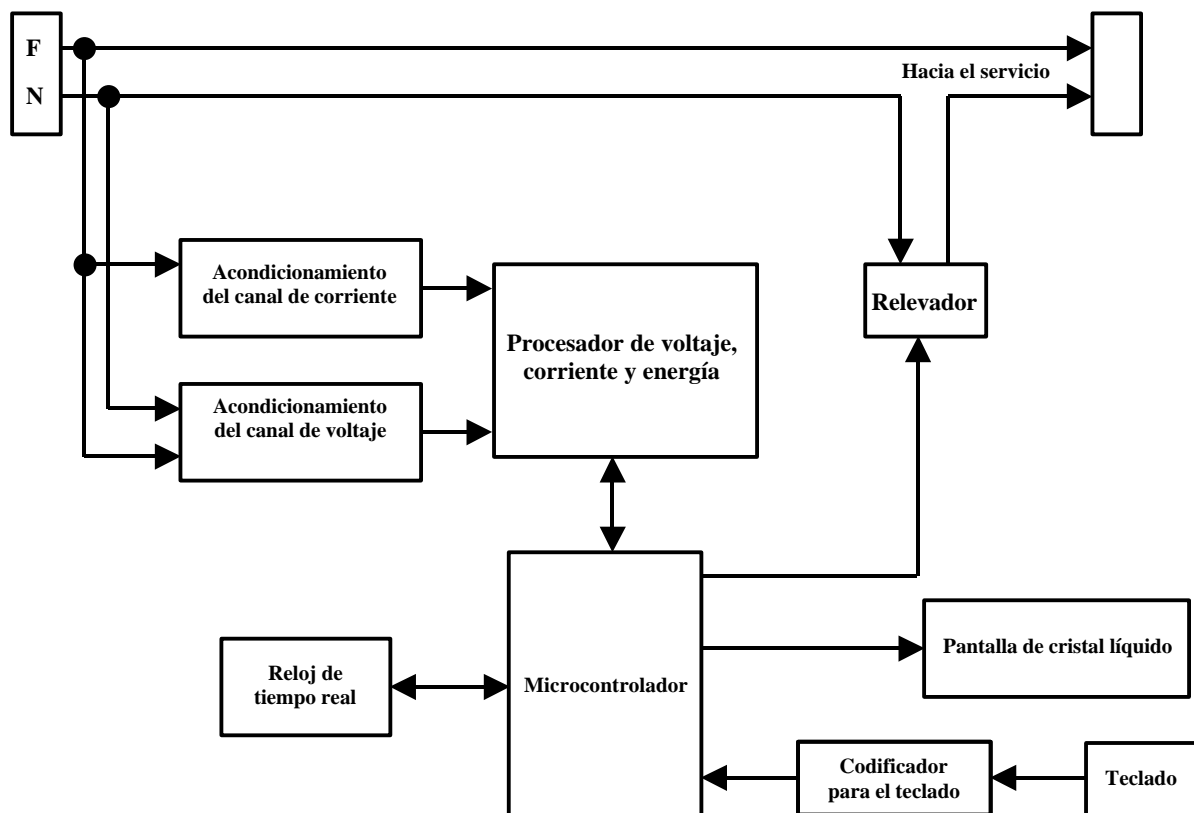 F
Hacia el servicio
N
Acondicionamiento
del canal de corriente
Relevador
Procesador de voltaje,
corriente y energía
Acondicionamiento
del canal de voltaje
Pantalla de cristal líquido
Reloj de
tiempo real
Microcontrolador
Codificador
para el teclado
Teclado